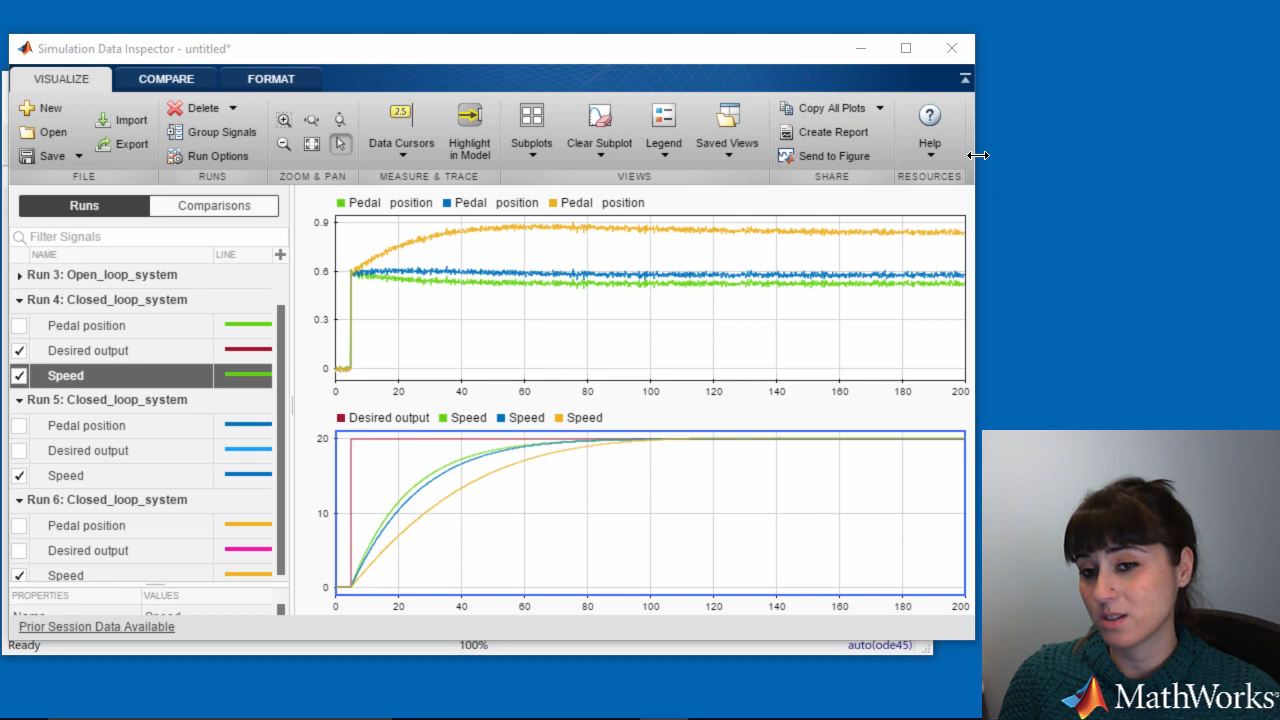 Simulation Data Inspector - untitled*
VISUALIZE COMPARE FORMAT
New Open Save Import Export
FILE
Delete Group Signals Run Options
RUNS
ZOOM & PAN
2.5
Data Cursors Highlight in Model
MEASURE & TRACE
Subplots Clear Subplot Legend Saved Views
VIEWS
Copy All Plots Create Report Send to Figure
SHARE
? Help
RESOURCES
Runs Comparisons
Filter Signals
NAME LINE
Run 3: Open_loop_system
Run 4: Closed_loop_system
Pedal position
Desired output
Speed
Run 5: Closed_loop_system
Pedal position
Desired output
Speed
Run 6: Closed_loop_system
Pedal position
Desired output
Speed
PROPERTIES VALUES
Prior Session Data Available
Pedal position Pedal position Pedal position
0.9
0.6
0.3
0
0 20 40 60 80 100 120 140 160 180 200
Desired output Speed Speed Speed
20
10
0
0 20 40 60 80 100 120 140 160 180 200
Ready 100% auto(ode45)
MathWorks